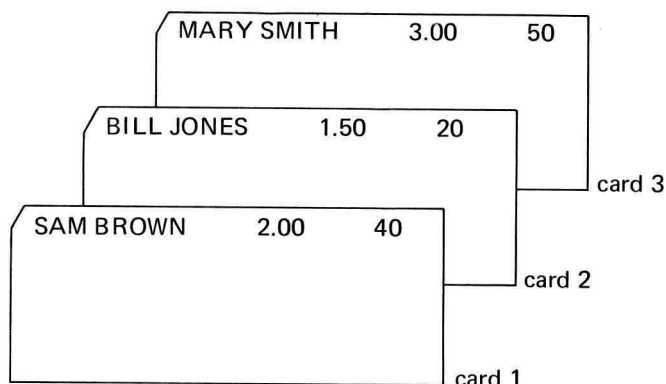 MARY SMITH 3.00 50
BILL JONES 1.50 20
card 3
SAM BROWN 2.00 40
card 2
card 1